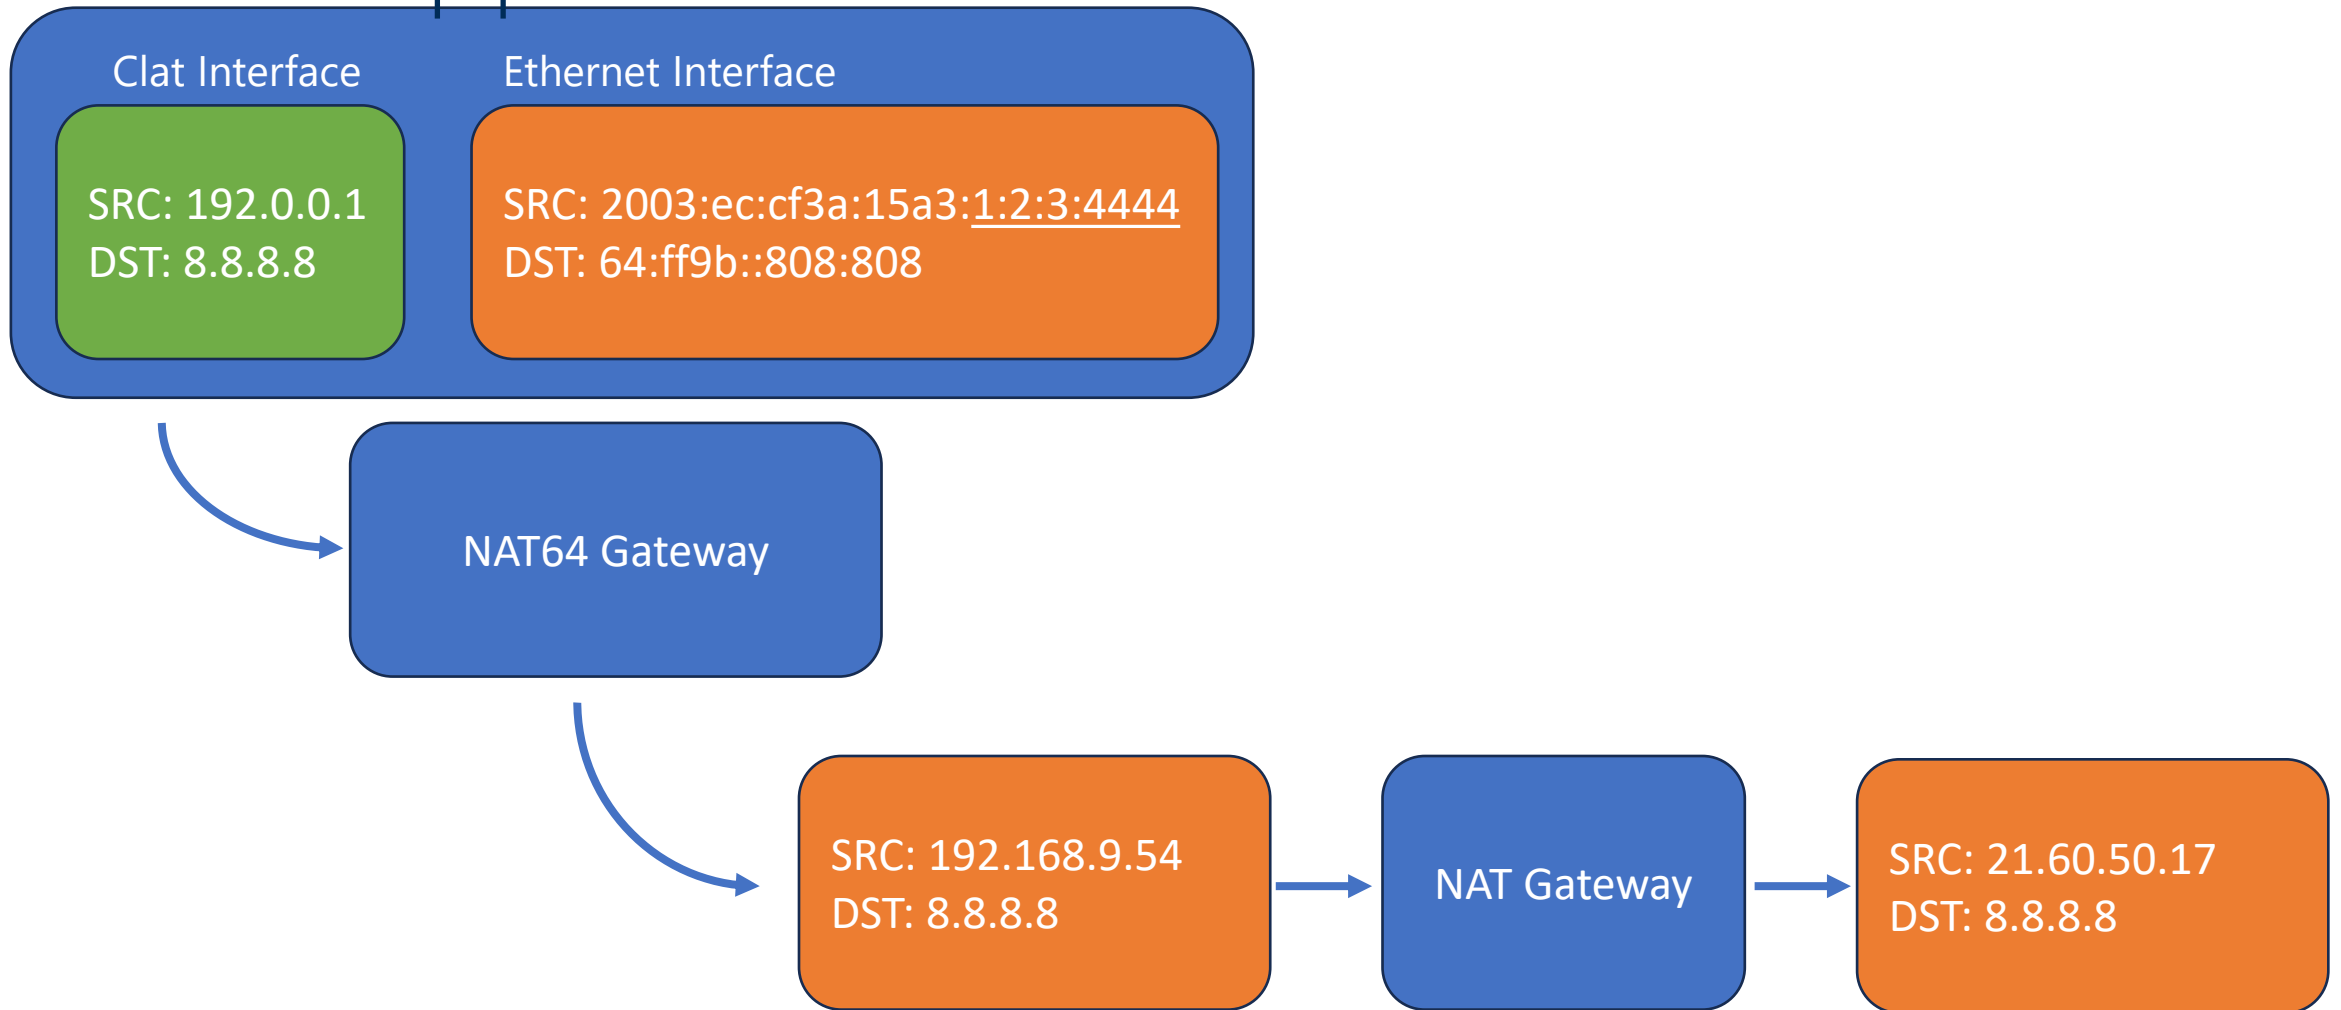 Clat Interface
Ethernet Interface
SRC: 192.0.0.1
DST: 8.8.8.8
SRC: 2003:ec:cf3a:15a3:1:2:3:4444
DST: 64:ff9b::808:808
NAT64 Gateway
SRC: 192.168.9.54
DST: 8.8.8.8
NAT Gateway
SRC: 21.60.50.17
DST: 8.8.8.8